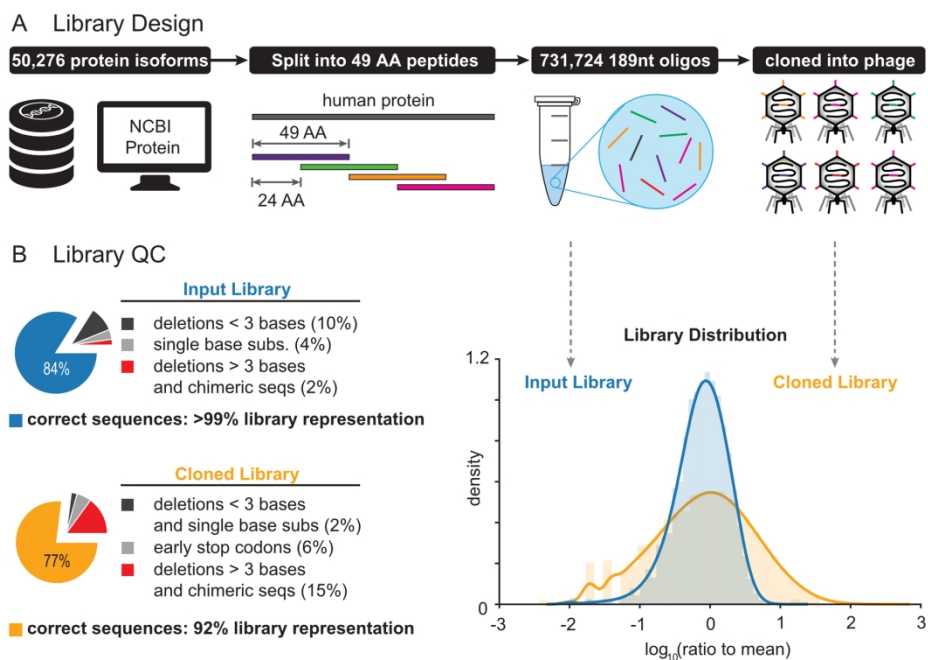 A Library Design
50,276 protein isoforms
Split into 49 AA peptides
731,724 189nt oligos
cloned into phage
NCBI
Protein
human protein
49 AA
24 AA
B Library QC
Input Library
84%
deletions < 3 bases (10%)
single base subs. (4%)
deletions > 3 bases
and chimeric seqs (2%)
correct sequences: >99% library representation
Cloned Library
77%
deletions < 3 bases
and single base subs (2%)
early stop codons (6%)
deletions > 3 bases
and chimeric seqs (15%)
correct sequences: 92% library representation
Library Distribution
1.2
Input Library
Cloned Library
density
0
-3 -2 -1 0 1 2 3
log10(ratio to mean)